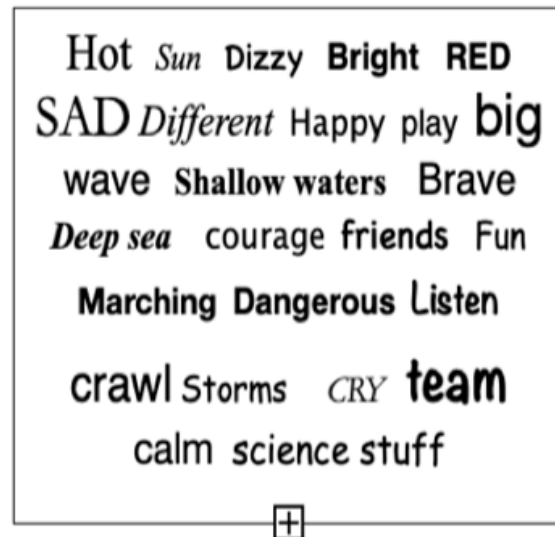 Hot Sun Dizzy Bright RED
SAD Different Happy play big
wave Shallow waters Brave
Deep sea courage friends Fun
Marching Dangerous Listen
crawl Storms CRY team
calm science stuff